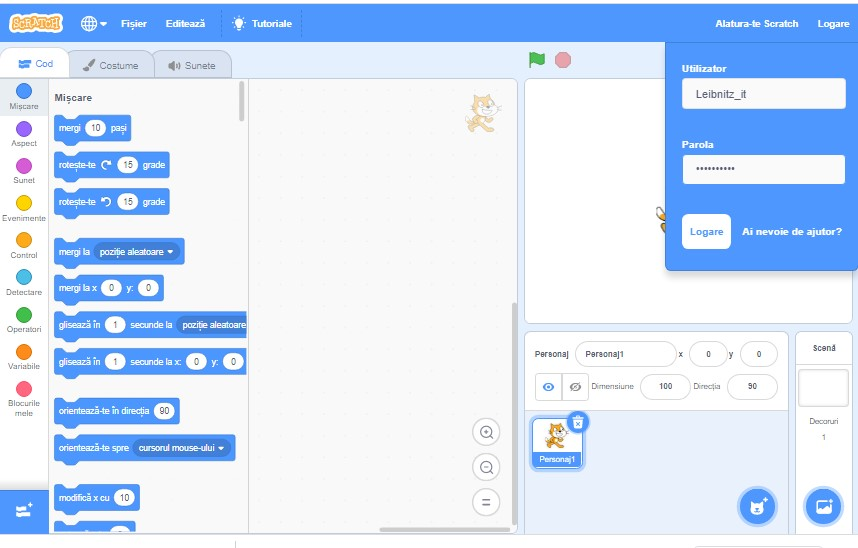 SCRATCH
Fișier
Editează
Tutoriale
Alatura-te Scratch
Logare
Cod
Costume
Sunete
Utilizator
Leibnitz_it
Parola
••••••••••
Logare
Ai nevoie de ajutor?
Mișcare
Aspect
Sunet
Evenimente
Control
Detectare
Operatori
Variabile
Blocurile
mele
Mișcare
mergi 10 pași
rotește-te 15 grade
rotește-te 15 grade
mergi la poziție aleatoare
mergi la x 0 y: 0
glisează în 1 secunde la poziție aleatoare
glisează în 1 secunde la x: 0 y: 0
orientează-te în direcția 90
orientează-te spre cursorul mouse-ului
modifică x cu 10
Personaj Personaj1 x 0 y 0
Dimensiune 100 Direcția 90
Personaj1
Scenă
Decoruri
1